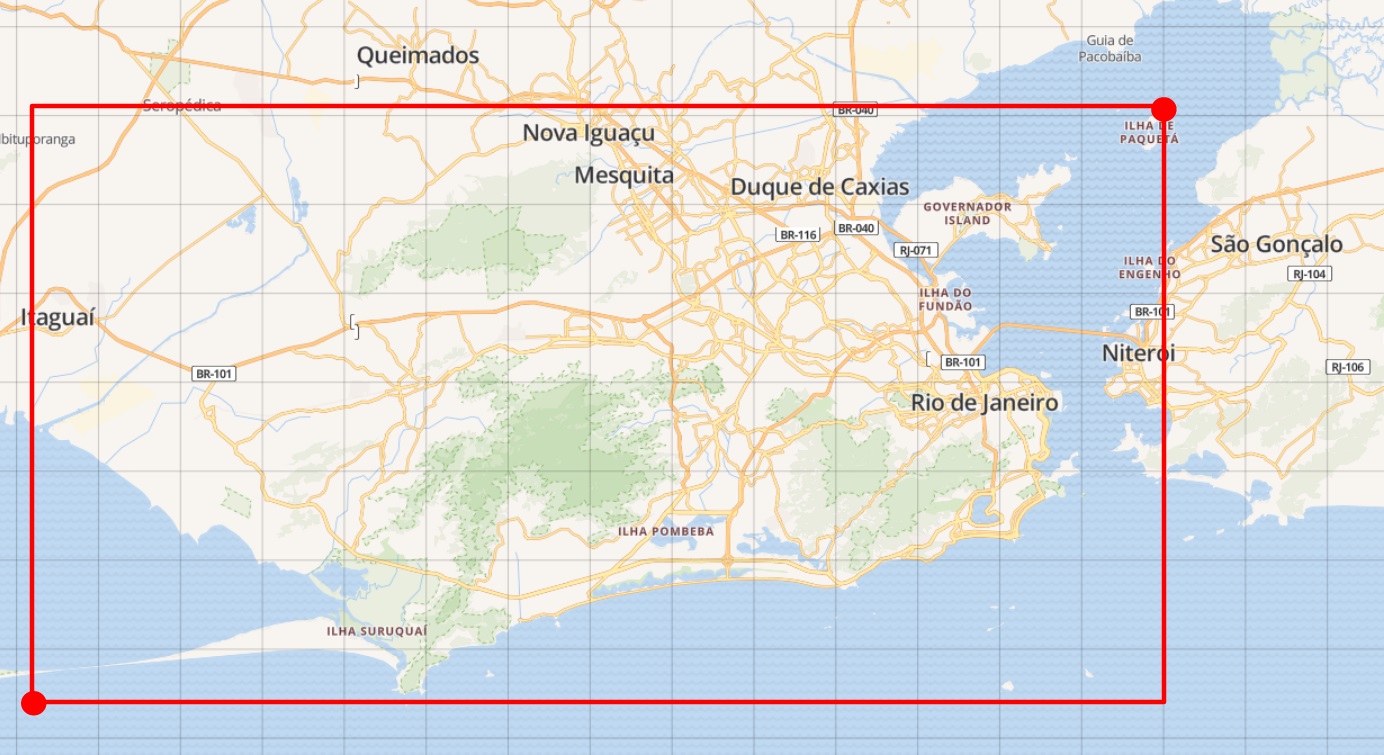 Guia de
Pacobaíba
Queimados
Seropédica
BR-040
ILHA DE
PAQUETÁ
Ibituporanga
Nova Iguaçu
Mesquita
Duque de Caxias
GOVERNADOR
ISLAND
BR-116
BR-040
RJ-071
São Gonçalo
ILHA DO
ENGENHO
RJ-104
ILHA DO
FUNDÃO
BR-101
Itaguaí
Niterói
BR-101
RJ-106
BR-101
Rio de Janeiro
ILHA POMBEBA
ILHA SURUQUAÍ